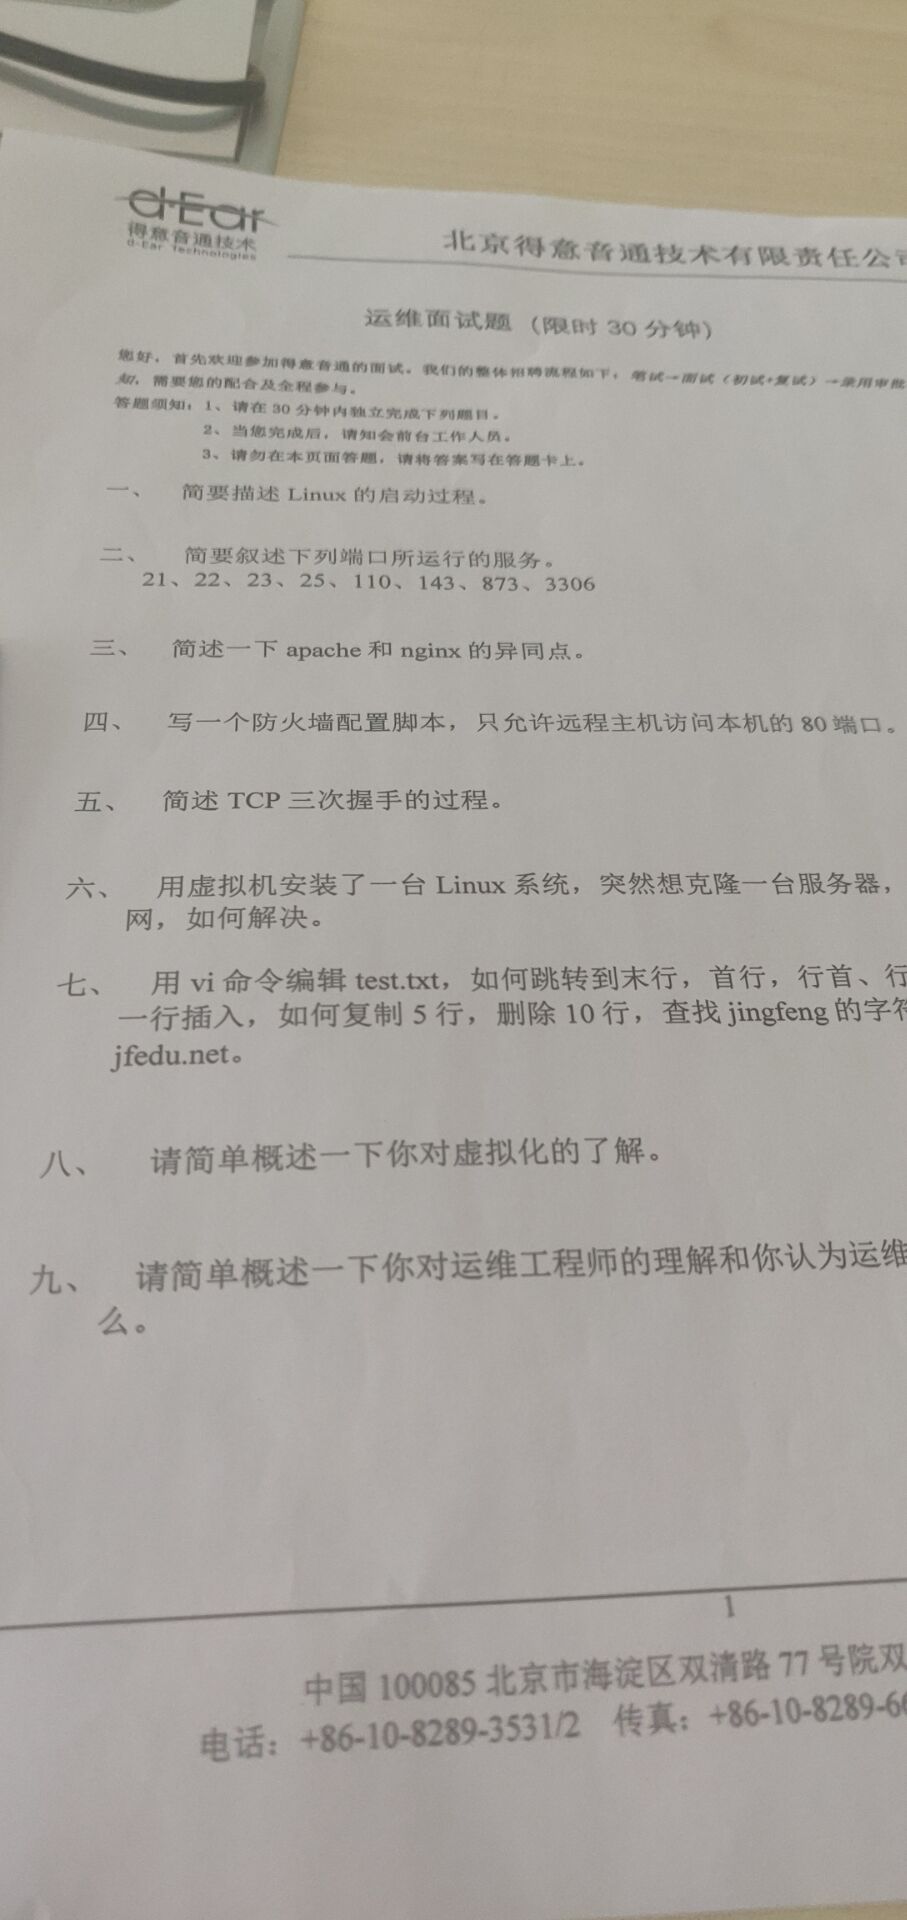 d-Ear
得意音通技术
d-Ear Technologies
北京得意音通技术有限责任公司
运维面试题（限时 30 分钟）
您好，首先欢迎参加得意音通的面试。我们的整体招聘流程如下，笔试→面试（初试+复试）→录用审批
知，需要您的配合及全程参与。
答题须知：1、请在 30 分钟内独立完成下列题目。
2、当您完成后，请知会前台工作人员。
3、请勿在本页面答题，请将答案写在答题卡上。
一、 简要描述 Linux 的启动过程。
二、 简要叙述下列端口所运行的服务。
21、22、23、25、110、143、873、3306
三、 简述一下 apache 和 nginx 的异同点。
四、 写一个防火墙配置脚本，只允许远程主机访问本机的 80 端口。
五、 简述 TCP 三次握手的过程。
六、 用虚拟机安装了一台 Linux 系统，突然想克隆一台服务器，
网，如何解决。
七、 用 vi 命令编辑 test.txt，如何跳转到末行，首行，行首、行
一行插入，如何复制 5 行，删除 10 行，查找 jingfeng 的字符
jfedu.net。
八、 请简单概述一下你对虚拟化的了解。
九、 请简单概述一下你对运维工程师的理解和你认为运维
么。
1
中国 100085 北京市海淀区双清路 77 号院双
电话：+86-10-8289-3531/2 传真：+86-10-8289-66